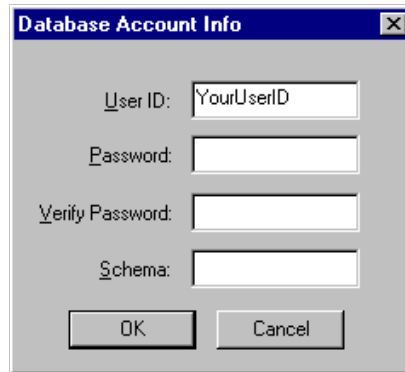 Database Account Info
User ID: YourUserID
Password:
Verify Password:
Schema:
OK Cancel